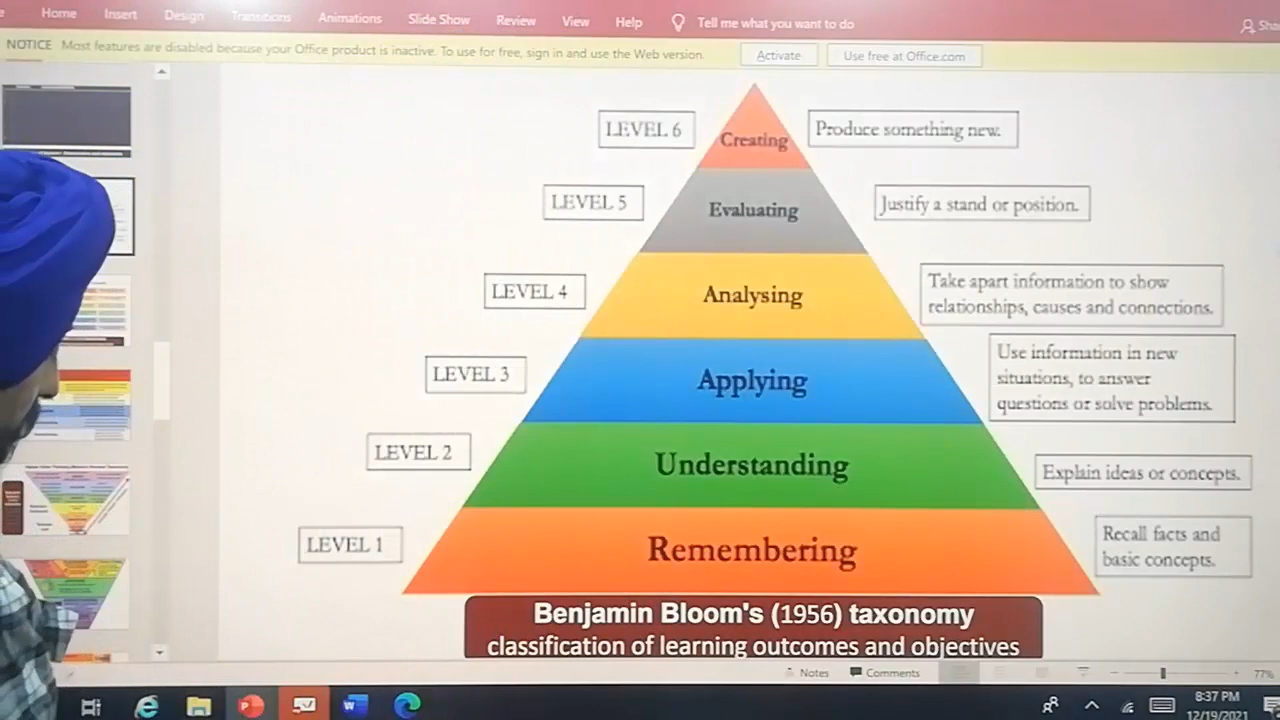 Home Insert Design Transitions Animations Slide Show Review View Help Tell me what you want to do
NOTICE Most features are disabled because your Office product is inactive. To use for free, sign in and use the Web version. Activate Use free at Office.com
LEVEL 6 Creating Produce something new.
LEVEL 5 Evaluating Justify a stand or position.
LEVEL 4 Analysing Take apart information to show
relationships, causes and connections.
LEVEL 3 Applying Use information in new
situations, to answer
questions or solve problems.
LEVEL 2 Understanding Explain ideas or concepts.
LEVEL 1 Remembering Recall facts and
basic concepts.
Benjamin Bloom's (1956) taxonomy
classification of learning outcomes and objectives
Notes Comments 77%
8:37 PM
12/19/2021